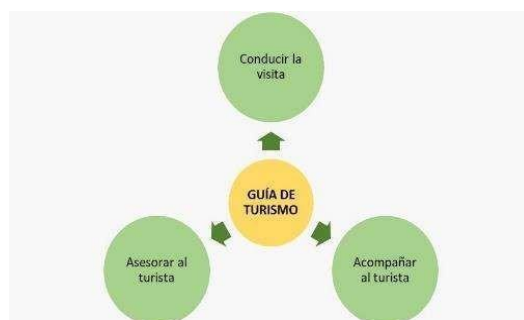 Conducir la
visita
GUÍA DE
TURISMO
Asesorar al
turista
Acompañar
al turista